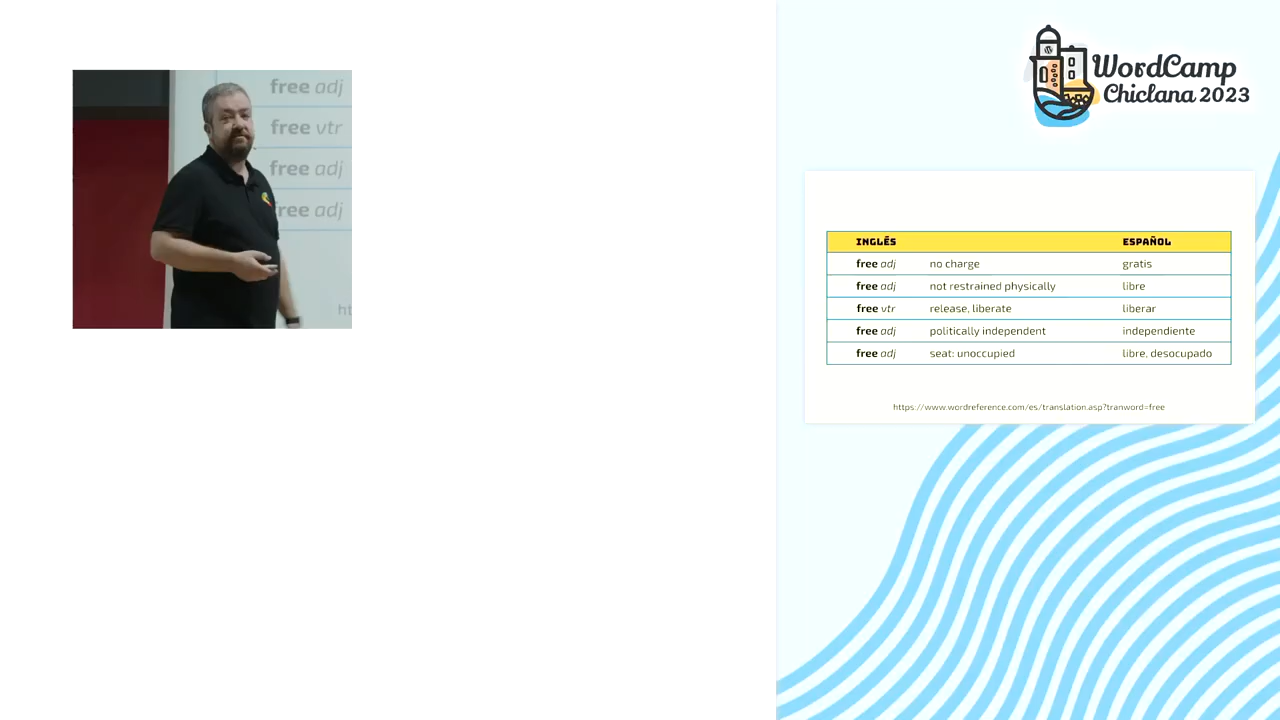 free adj
free vtr
free adj
free adj
ht
WordCamp
Chiclana 2023
INGLÉS ESPAÑOL
free adj no charge gratis
free adj not restrained physically libre
free vtr release, liberate liberar
free adj politically independent independiente
free adj seat: unoccupied libre, desocupado
https://www.wordreference.com/es/translation.asp?tranword=free